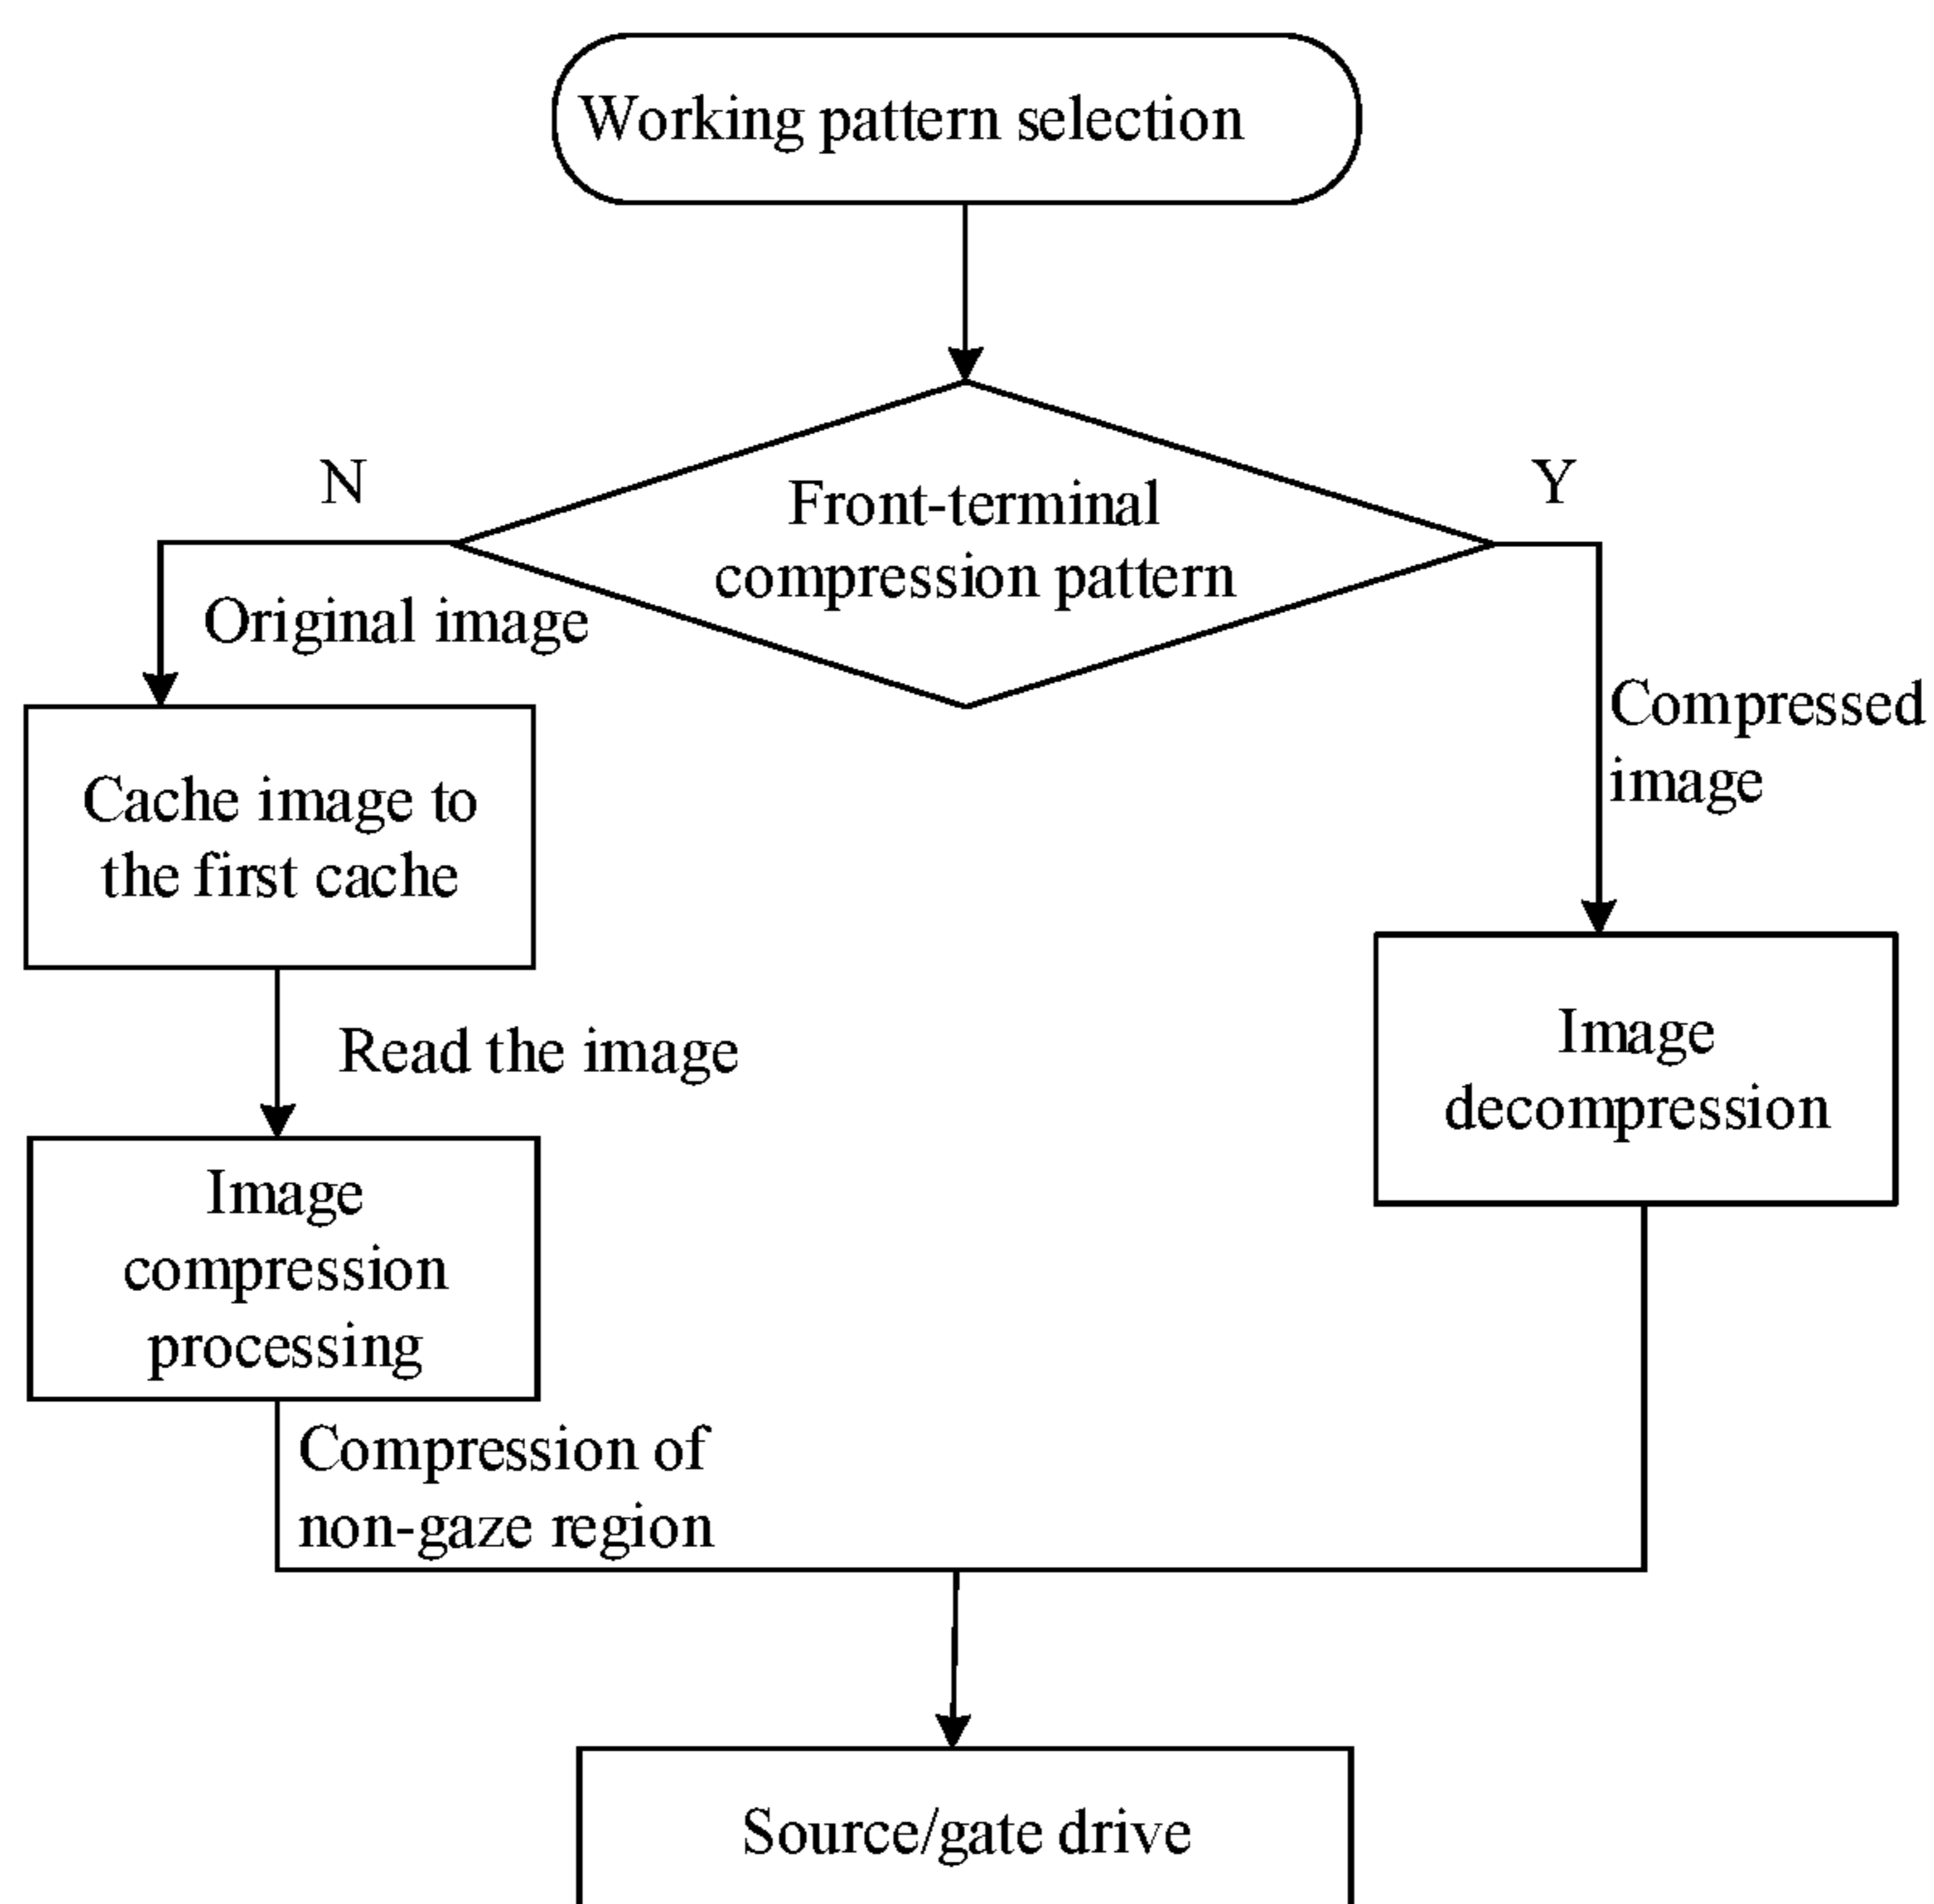 Working pattern selection
N
Y
Front-terminal
compression pattern
Original image
Compressed
image
Cache image to
the first cache
Read the image
Image
decompression
Image
compression
processing
Compression of
non-gaze region
Source/gate drive